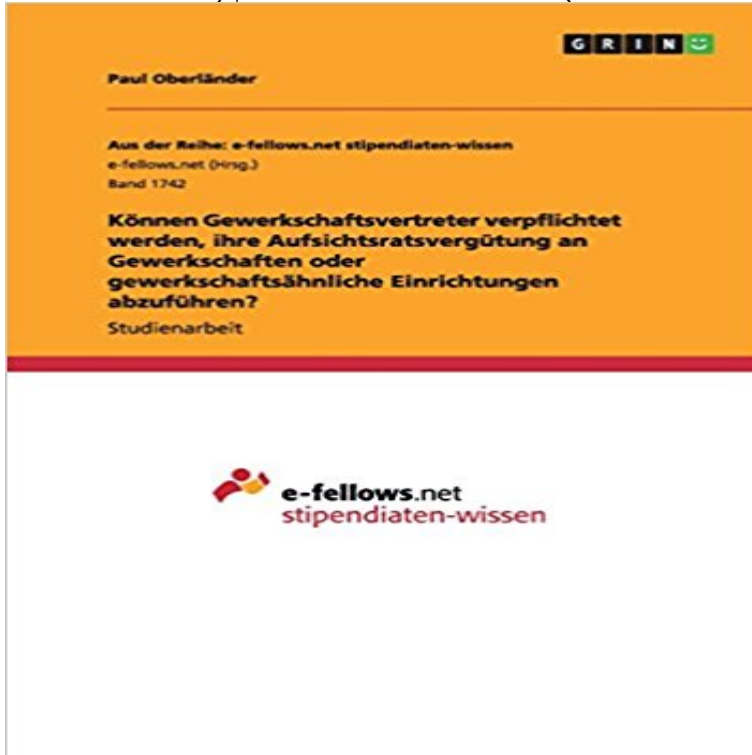 GRIN
Paul Oberländer
Aus der Reihe: e-fellows.net stipendiaten-wissen
e-fellows.net (Hrsg.)
Band 1742
Können Gewerkschaftsvertreter verpflichtet
werden, ihre Aufsichtsratsvergütung an
Gewerkschaften oder
gewerkschaftsähnliche Einrichtungen
abzuführen?
Studienarbeit
e-fellows.net
stipendiaten-wissen